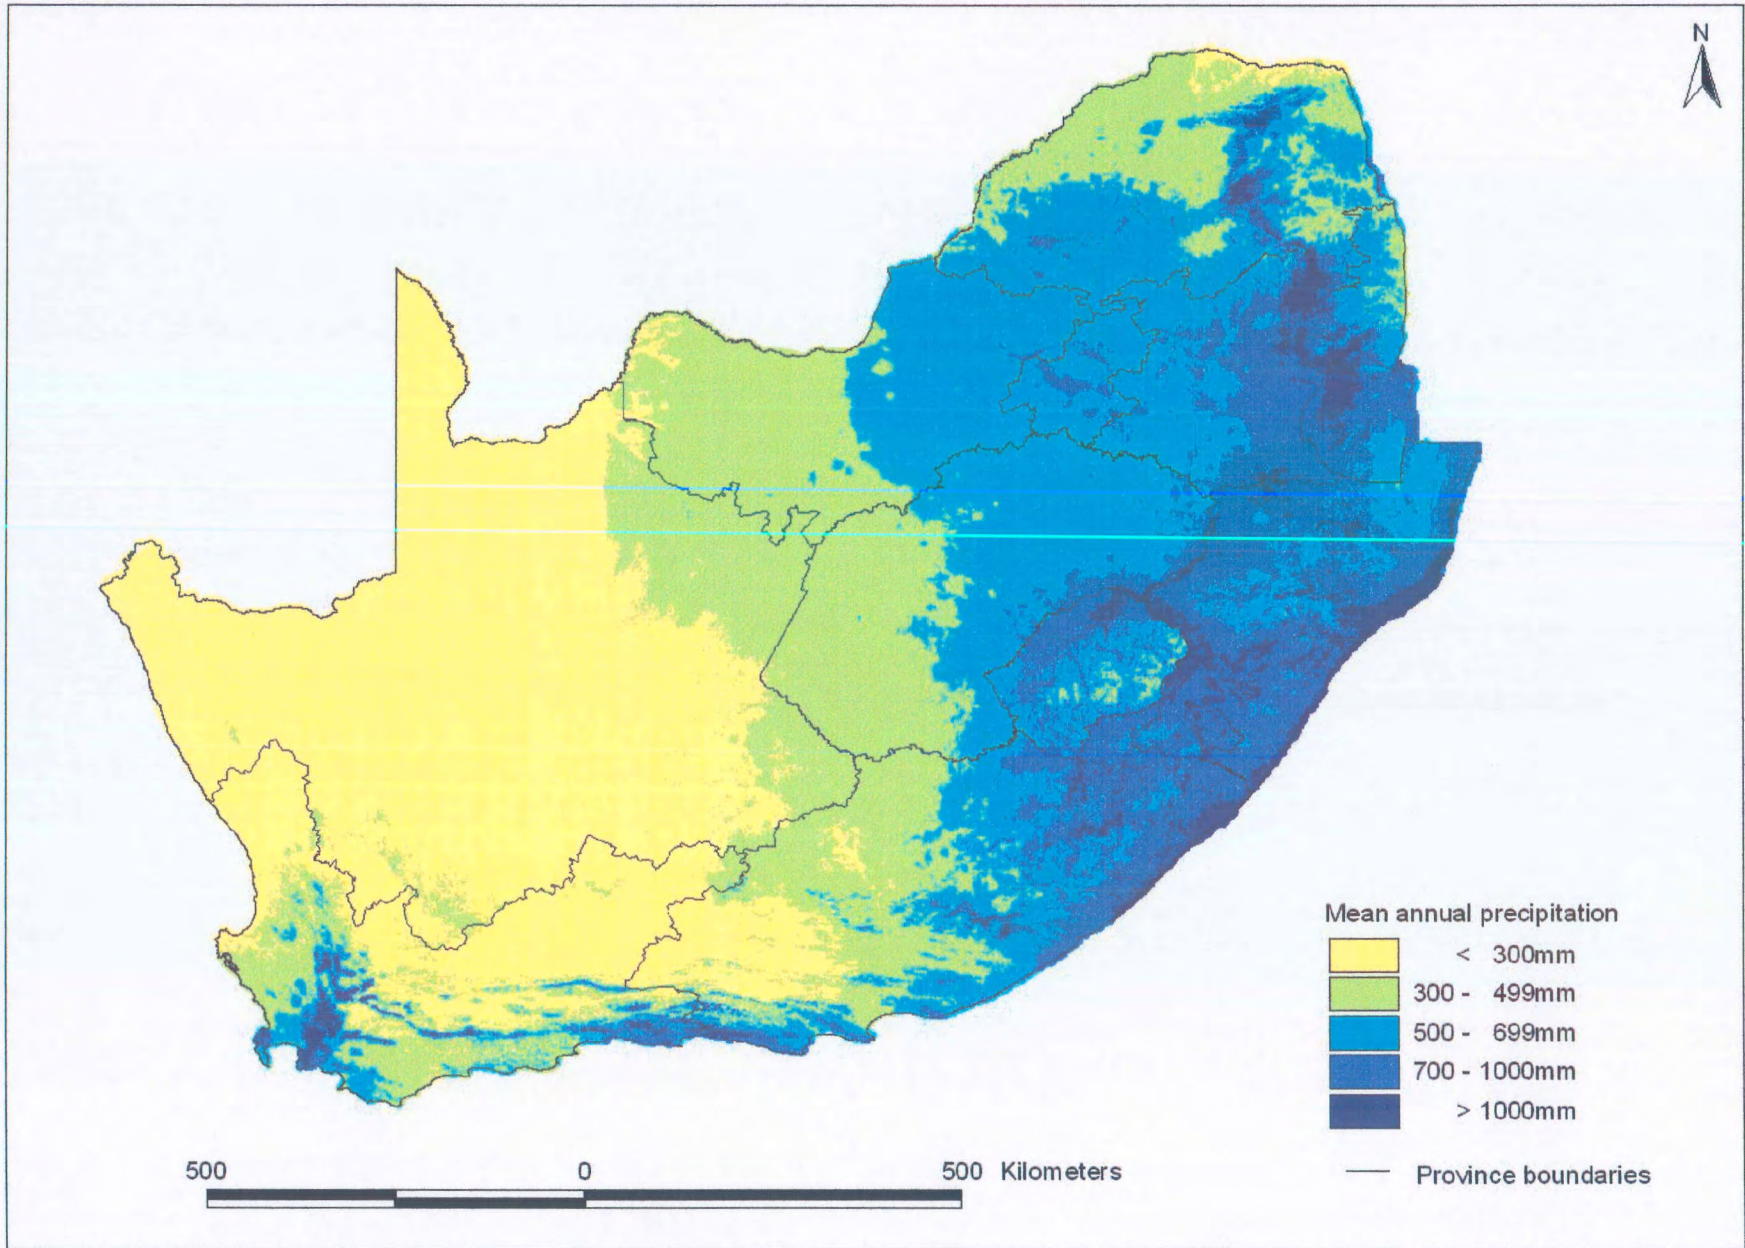 N
Mean annual precipitation
< 300mm
300 - 499mm
500 - 699mm
700 - 1000mm
> 1000mm
Province boundaries
500 0 500 Kilometers